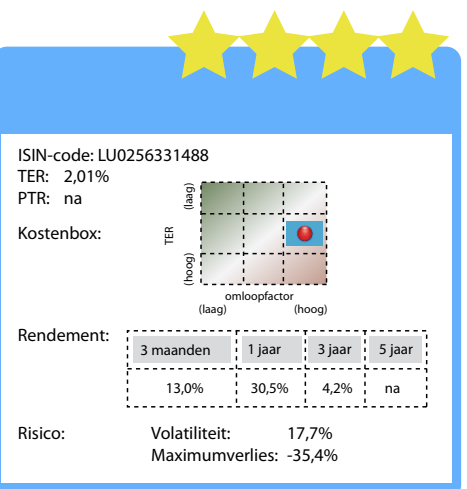 ISIN-code: LU0256331488
TER: 2,01%
PTR: na
Kostenbox:
(laag)
TER
(hoog)
omloopfactor
(laag) (hoog)
Rendement:
3 maanden 1 jaar 3 jaar 5 jaar
13,0% 30,5% 4,2% na
Risico: Volatiliteit: 17,7%
Maximumverlies: -35,4%